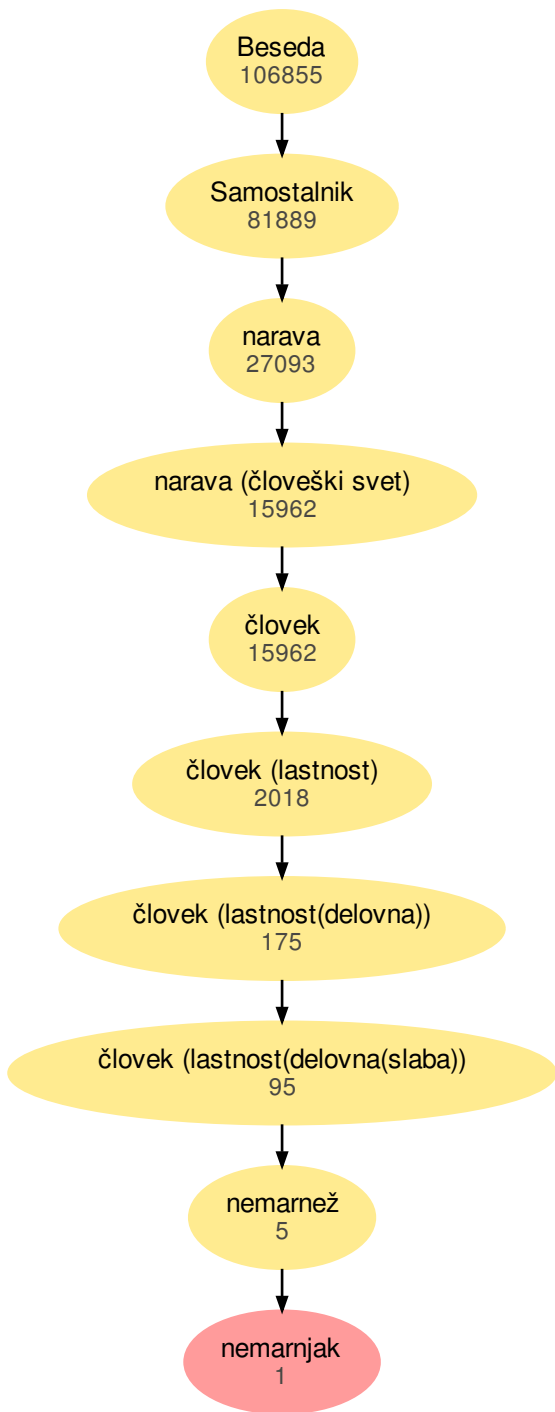 Beseda
106855
Samostalnik
81889
narava
27093
narava (človeški svet)
15962
človek
15962
človek (lastnost)
2018
človek (lastnost(delovna))
175
človek (lastnost(delovna(slaba))
95
nemarnež
5
nemarnjak
1